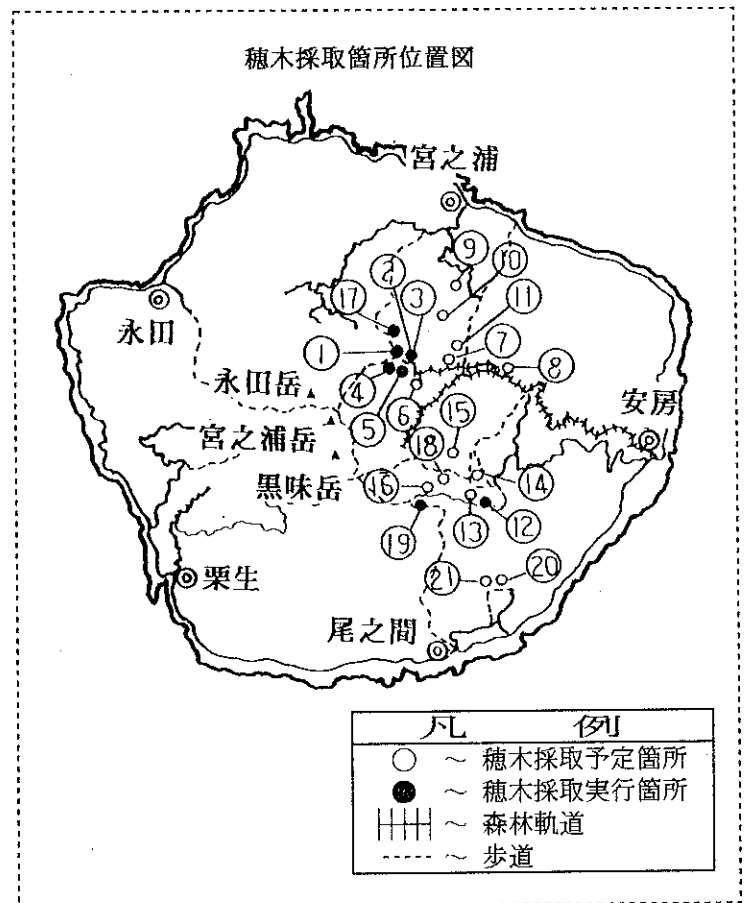 穂木採取箇所位置図
宮之浦
⑨
⑩
②
③
⑪
⑰
⑦
①
⑧
永田
④
永田岳
⑤
⑥
⑮
安房
宮之浦岳
⑱
黒味岳
⑯
⑭
⑬
⑫
⑲
栗生
㉑
⑳
尾之間
凡 例
○ ～ 穂木採取予定箇所
● ～ 穂木採取実行箇所
～ 森林軌道
～ 歩道